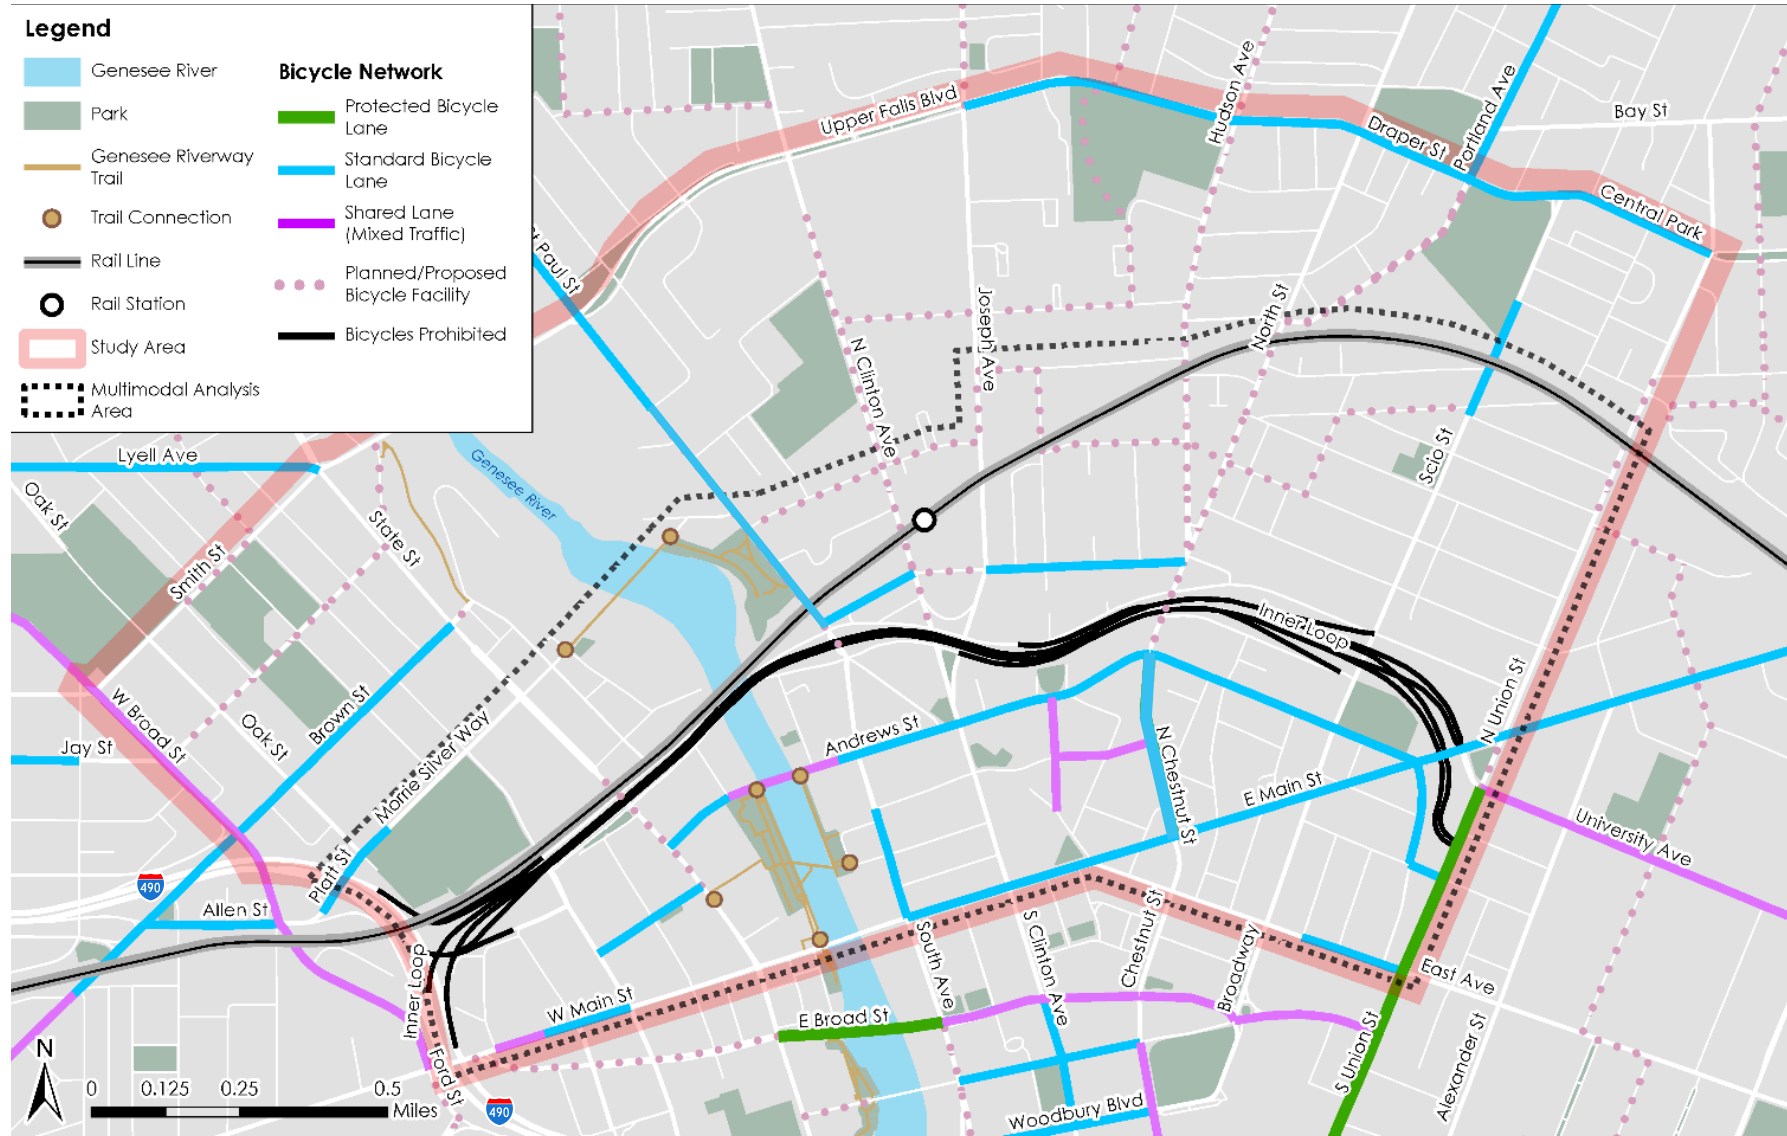 Legend
Genesee River
Park
Genesee Riverway
Trail
Trail Connection
Rail Line
Rail Station
Study Area
Multimodal Analysis
Area
Bicycle Network
Protected Bicycle
Lane
Standard Bicycle
Lane
Shared Lane
(Mixed Traffic)
Planned/Proposed
Bicycle Facility
Bicycles Prohibited
Upper Falls Blvd
Hudson Ave
Portland Ave
Bay St
Draper St
Central Park
St Paul St
Joseph Ave
North St
N Clinton Ave
Scio St
Lyell Ave
Oak St
State St
Smith St
Genesee River
Inner Loop
W Broad St
Oak St
Brown St
Jay St
Morrie Silver Way
Andrews St
N Chestnut St
E Main St
N Union St
University Ave
Platt St
490
Allen St
Inner Loop
W Main St
South Ave
S Clinton Ave
Chestnut St
Broadway
East Ave
E Broad St
Ford St
S Union St
Alexander St
Woodbury Blvd
490
N
0 0.125 0.25 0.5
Miles